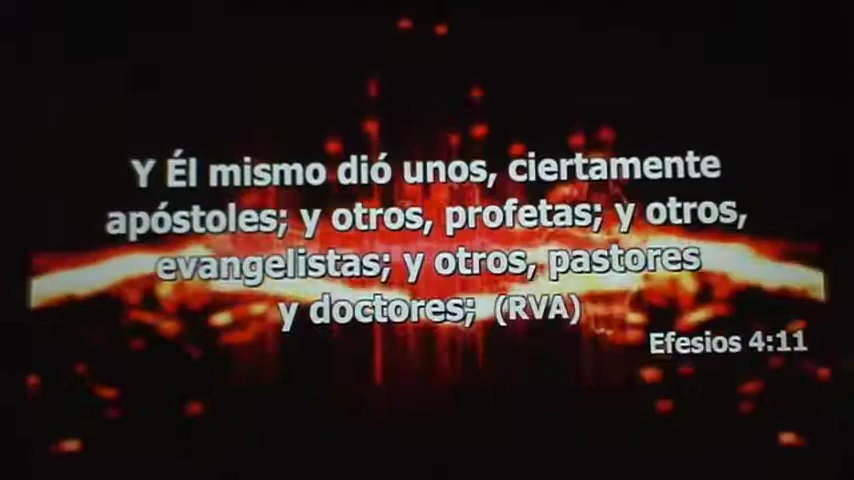 Y Él mismo dió unos, ciertamente
apóstoles; y otros, profetas; y otros,
evangelistas; y otros, pastores
y doctores; (RVA)
Efesios 4:11